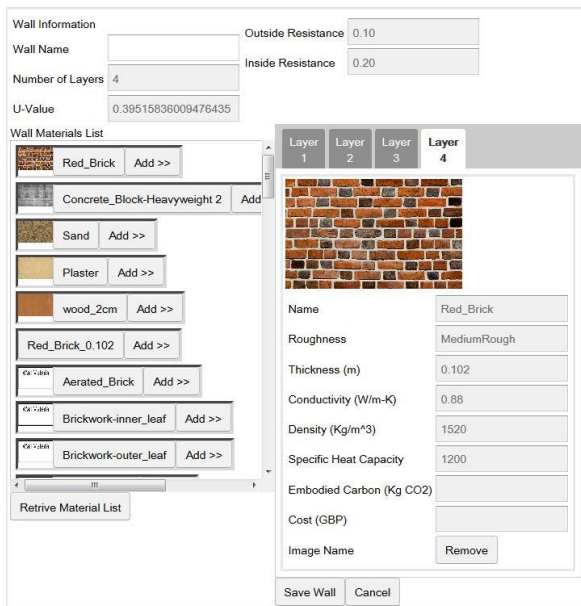 Wall Information
Outside Resistance 0.10
Wall Name
Inside Resistance 0.20
Number of Layers 4
U-Value 0.39515836009476435
Wall Materials List
Red_Brick Add >>
Concrete_Block-Heavyweight 2 Add
Sand Add >>
Plaster Add >>
wood_2cm Add >>
Red_Brick_0.102 Add >>
Aerated_Brick Add >>
Brickwork-inner_leaf Add >>
Brickwork-outer_leaf Add >>
Retrive Material List
Layer 1
Layer 2
Layer 3
Layer 4
Name Red_Brick
Roughness MediumRough
Thickness (m) 0.102
Conductivity (W/m-K) 0.88
Density (Kg/m^3) 1520
Specific Heat Capacity 1200
Embodied Carbon (Kg CO2)
Cost (GBP)
Image Name Remove
Save Wall Cancel